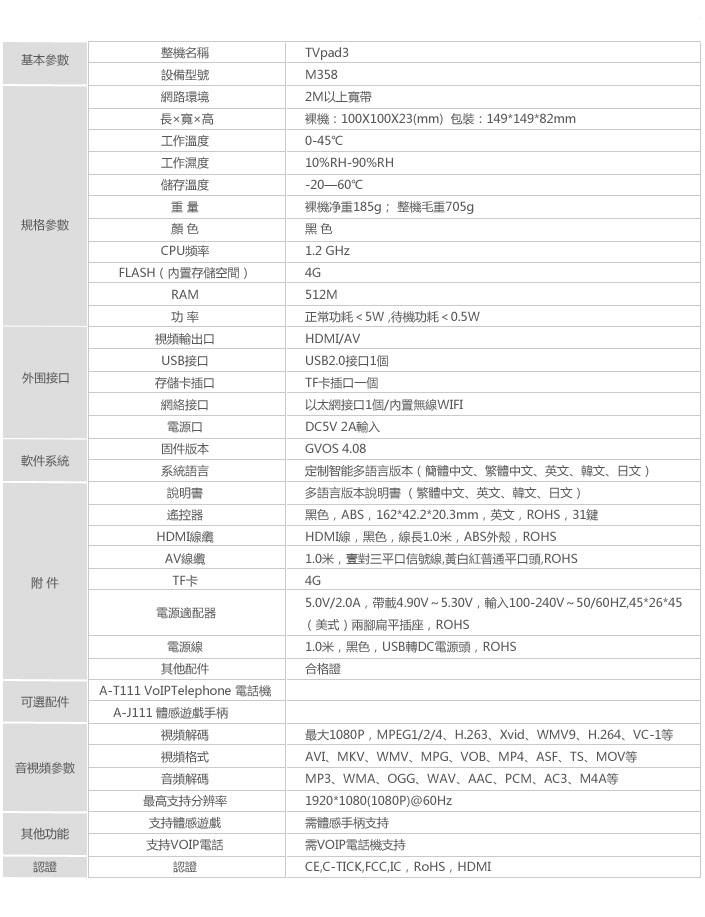 基本參數
整機名稱 TVpad3
設備型號 M358
規格參數
網路環境 2M以上寬帶
長×寬×高 裸機：100X100X23(mm) 包裝：149*149*82mm
工作溫度 0-45℃
工作濕度 10%RH-90%RH
儲存溫度 -20—60℃
重 量 裸機净重185g； 整機毛重705g
顏 色 黑 色
CPU頻率 1.2 GHz
FLASH（內置存儲空間） 4G
RAM 512M
功 率 正常功耗＜5W ,待機功耗＜0.5W
外围接口
視頻輸出口 HDMI/AV
USB接口 USB2.0接口1個
存儲卡插口 TF卡插口一個
網絡接口 以太網接口1個/內置無線WIFI
電源口 DC5V 2A輸入
軟件系統
固件版本 GVOS 4.08
系統語言 定制智能多語言版本（簡體中文、繁體中文、英文、韓文、日文）
附 件
說明書 多語言版本說明書（繁體中文、英文、韓文、日文）
遙控器 黑色，ABS，162*42.2*20.3mm，英文，ROHS，31鍵
HDMI線纜 HDMI線，黑色，線長1.0米，ABS外殼，ROHS
AV線纜 1.0米，壹對三平口信號線,黃白紅普通平口頭,ROHS
TF卡 4G
電源適配器 5.0V/2.0A，帶載4.90V～5.30V，輸入100-240V～50/60HZ,45*26*45
（美式）兩腳扁平插座，ROHS
電源線 1.0米，黑色，USB轉DC電源頭，ROHS
其他配件 合格證
可選配件
A-T111 VoIPTelephone 電話機
A-J111 體感遊戲手柄
音視頻參數
視頻解碼 最大1080P，MPEG1/2/4、H.263、Xvid、WMV9、H.264、VC-1等
視頻格式 AVI、MKV、WMV、MPG、VOB、MP4、ASF、TS、MOV等
音頻解碼 MP3、WMA、OGG、WAV、AAC、PCM、AC3、M4A等
最高支持分辨率 1920*1080(1080P)@60Hz
其他功能
支持體感遊戲 需體感手柄支持
支持VOIP電話 需VOIP電話機支持
認證
認證 CE,C-TICK,FCC,IC，RoHS，HDMI